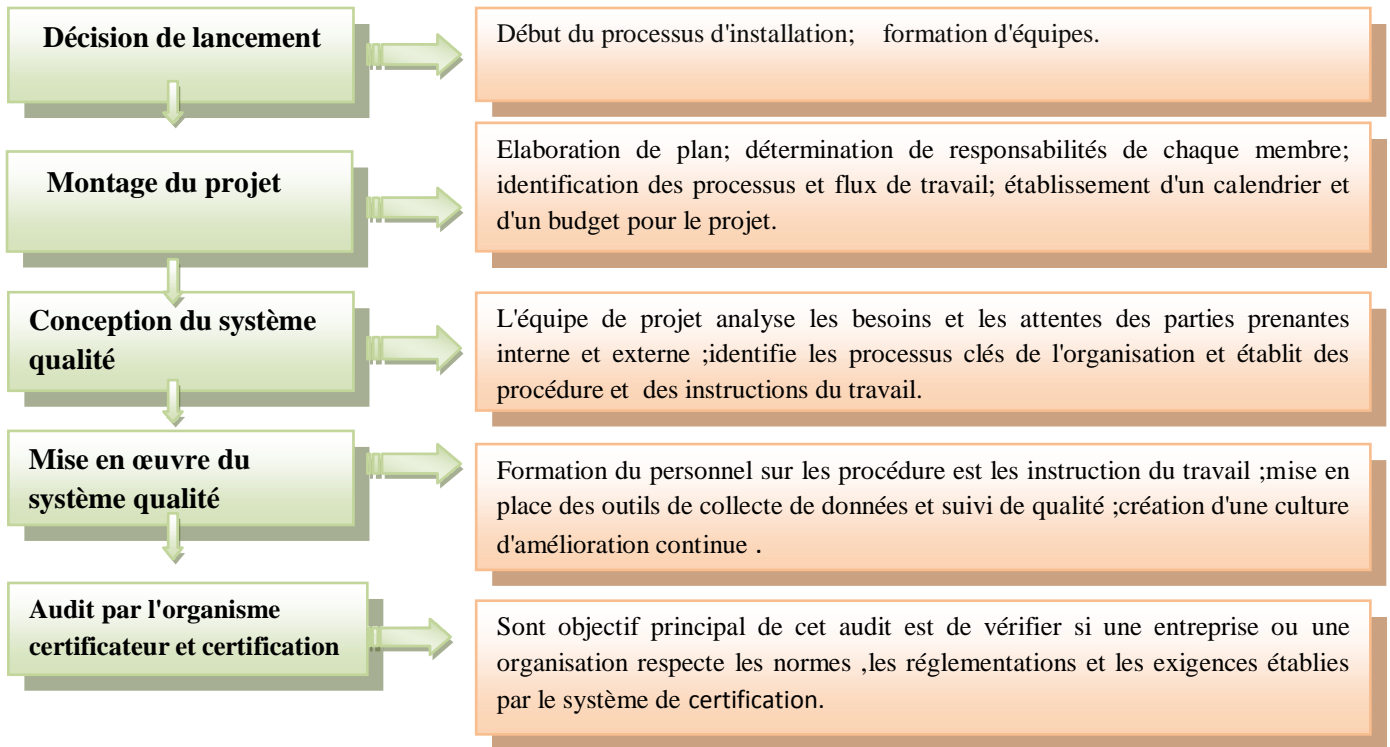 Décision de lancement
Début du processus d'installation; formation d'équipes.
Montage du projet
Elaboration de plan; détermination de responsabilités de chaque membre;
identification des processus et flux de travail; établissement d'un calendrier et
d'un budget pour le projet.
Conception du système
qualité
L'équipe de projet analyse les besoins et les attentes des parties prenantes
interne et externe ;identifie les processus clés de l'organisation et établit des
procédure et des instructions du travail.
Mise en œuvre du
système qualité
Formation du personnel sur les procédure est les instruction du travail ;mise en
place des outils de collecte de données et suivi de qualité ;création d'une culture
d'amélioration continue .
Audit par l'organisme
certificateur et certification
Sont objectif principal de cet audit est de vérifier si une entreprise ou une
organisation respecte les normes ,les réglementations et les exigences établies
par le système de certification.